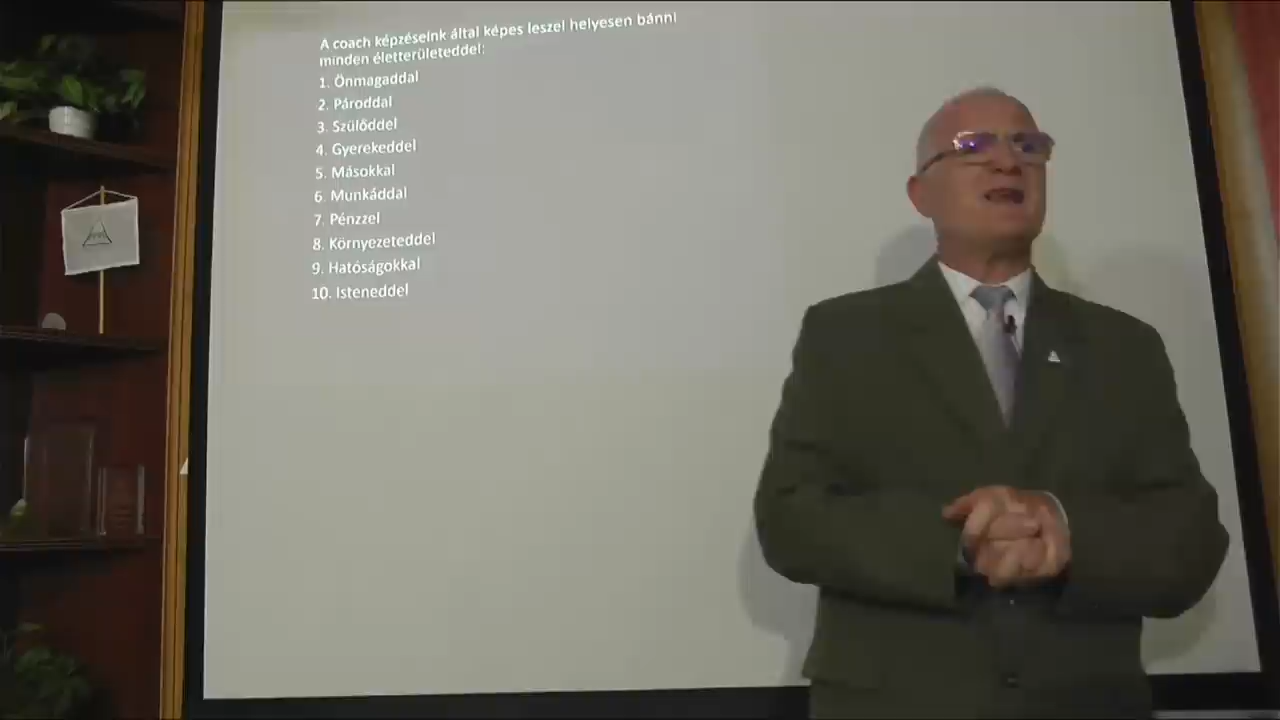 A coach képzéseink által képes leszel helyesen bánni
minden életterületeddel:
1. Önmagaddal
2. Pároddal
3. Szülőddel
4. Gyerekeddel
5. Másokkal
6. Munkáddal
7. Pénzzel
8. Környezeteddel
9. Hatóságokkal
10. Isteneddel